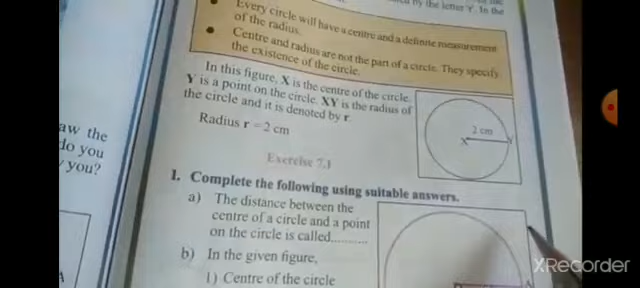 by the letter 'r'. In the
Every circle will have a centre and a definite measurement
of the radius.
Centre and radius are not the part of a circle. They specify
the existence of the circle.
In this figure, X is the centre of the circle.
Y is a point on the circle. XY is the radius of
the circle and it is denoted by r.
Radius r = 2 cm
2 cm
X
Y
Exercise 7.1
I. Complete the following using suitable answers.
a) The distance between the
centre of a circle and a point
on the circle is called...........
b) In the given figure,
1) Centre of the circle
aw the
do you
you?
A
XRecorder